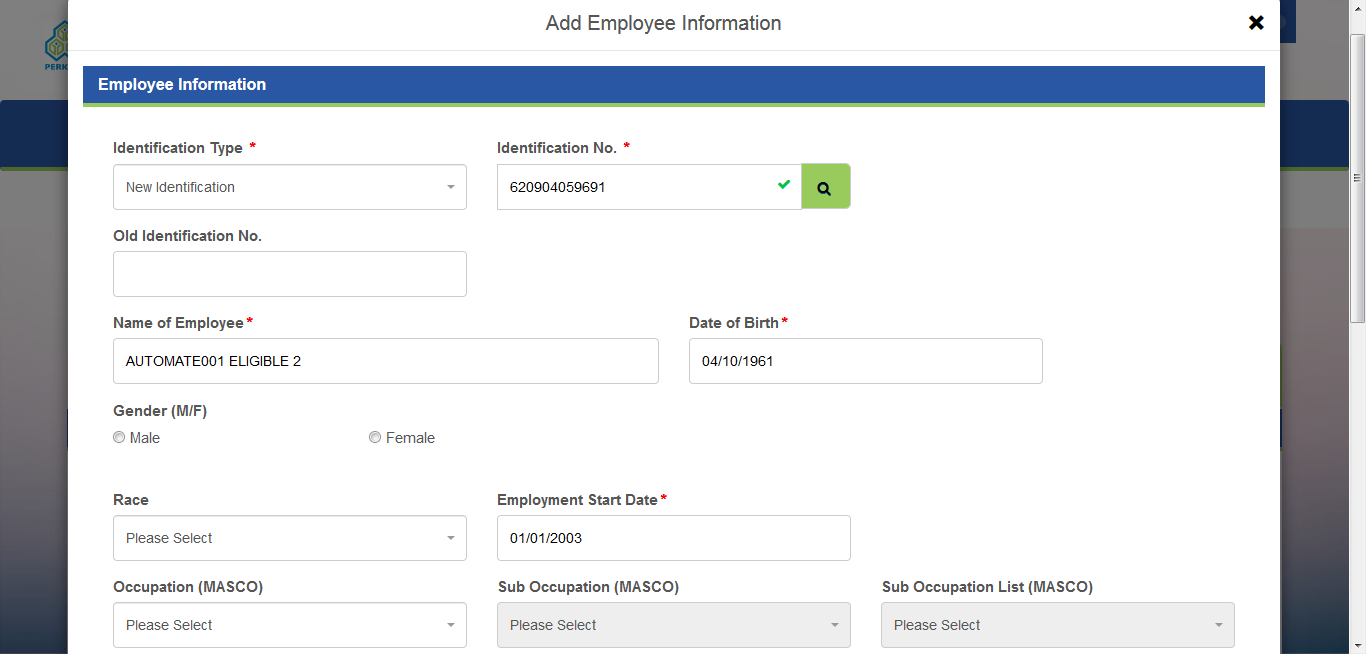 Add Employee Information
PERK
Employee Information
Identification Type *
Identification No. *
New Identification
620904059691
Old Identification No.
Name of Employee*
Date of Birth*
AUTOMATE001 ELIGIBLE 2
04/10/1961
Gender (M/F)
Male
Female
Race
Employment Start Date*
Please Select
01/01/2003
Occupation (MASCO)
Sub Occupation (MASCO)
Sub Occupation List (MASCO)
Please Select
Please Select
Please Select